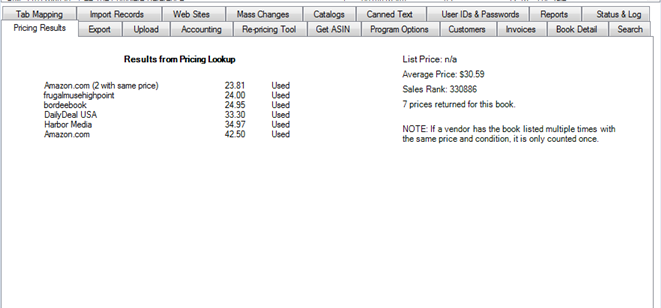 Tab Mapping Import Records Web Sites Mass Changes Catalogs Canned Text User IDs & Passwords Reports Status & Log
Pricing Results Export Upload Accounting Re-pricing Tool Get ASIN Program Options Customers Invoices Book Detail Search
Results from Pricing Lookup
Amazon.com (2 with same price) 23.81 Used
frugalmusehighpoint 24.00 Used
bordeebook 24.95 Used
DailyDeal USA 33.30 Used
Harbor Media 34.97 Used
Amazon.com 42.50 Used
List Price: n/a
Average Price: $30.59
Sales Rank: 330886
7 prices returned for this book.
NOTE: If a vendor has the book listed multiple times with
the same price and condition, it is only counted once.